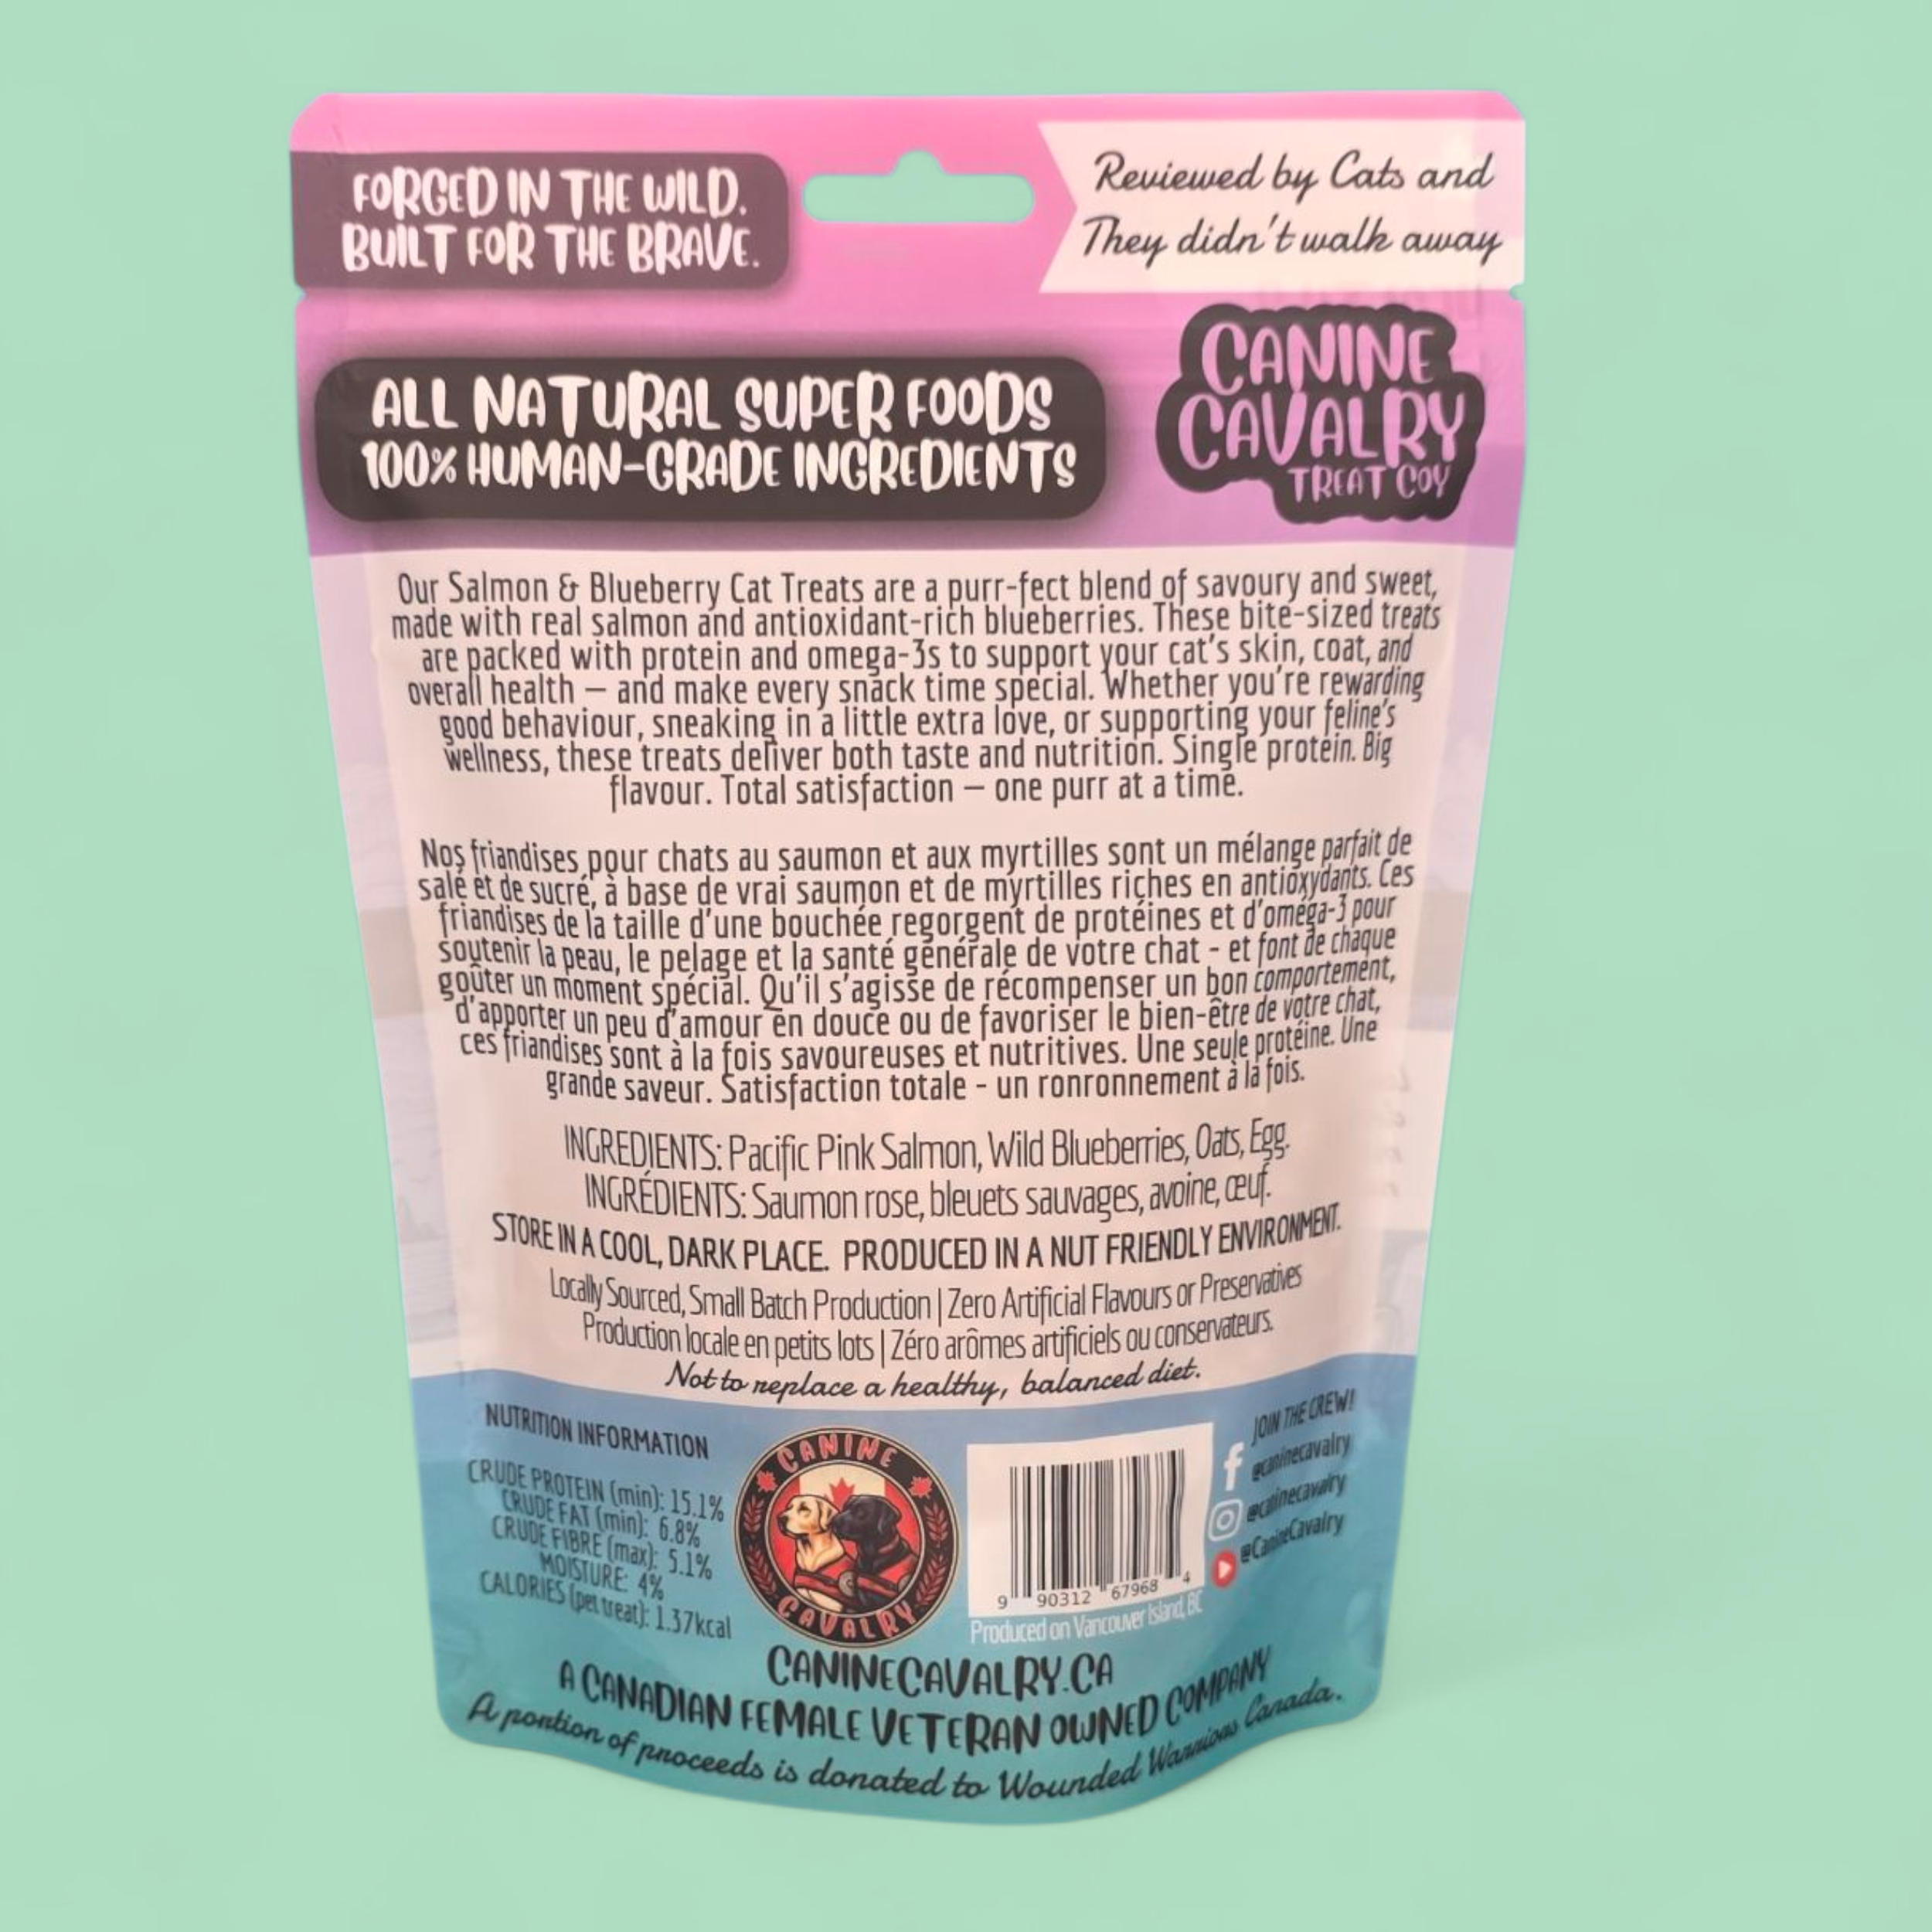 FORGED IN THE WILD.
BUILT FOR THE BRAVE.
Reviewed by Cats and
They didn't walk away
ALL NATURAL SUPER FOODS
100% HUMAN-GRADE INGREDIENTS
CANINE
CAVALRY
TREAT COY
Our Salmon & Blueberry Cat Treats are a purr-fect blend of savoury and sweet,
made with real salmon and antioxidant-rich blueberries. These bite-sized treats
are packed with protein and omega-3s to support your cat's skin, coat, and
overall health – and make every snack time special. Whether you're rewarding
good behaviour, sneaking in a little extra love, or supporting your feline's
wellness, these treats deliver both taste and nutrition. Single protein. Big
flavour. Total satisfaction – one purr at a time.
Nos friandises pour chats au saumon et aux myrtilles sont un mélange parfait de
salé et de sucré, à base de vrai saumon et de myrtilles riches en antioxydants. Ces
friandises de la taille d'une bouchée regorgent de protéines et d'oméga-3 pour
soutenir la peau, le pelage et la santé générale de votre chat - et font de chaque
goûter un moment spécial. Qu'il s'agisse de récompenser un bon comportement,
d'apporter un peu d'amour en douce ou de favoriser le bien-être de votre chat,
ces friandises sont à la fois savoureuses et nutritives. Une seule protéine. Une
grande saveur. Satisfaction totale - un ronronnement à la fois.
INGREDIENTS: Pacific Pink Salmon, Wild Blueberries, Oats, Egg.
INGRÉDIENTS: Saumon rose, bleuets sauvages, avoine, œuf.
STORE IN A COOL, DARK PLACE. PRODUCED IN A NUT FRIENDLY ENVIRONMENT.
Locally Sourced, Small Batch Production | Zero Artificial Flavours or Preservatives
Production locale en petits lots | Zéro arômes artificiels ou conservateurs.
Not to replace a healthy, balanced diet.
NUTRITION INFORMATION
CRUDE PROTEIN (min): 15.1%
CRUDE FAT (min): 6.8%
CRUDE FIBRE (max): 5.1%
MOISTURE: 4%
CALORIES (pet treat): 1.37kcal
CANINE
CAVALRY
9 90312 67968 4
Produced on Vancouver Island, BC
JOIN THE CREW!
@caninecavalry
@caninecavalry
@CanineCavalry
CANINECAVALRY.CA
A CANADIAN FEMALE VETERAN OWNED COMPANY
A portion of proceeds is donated to Wounded Warriors Canada.